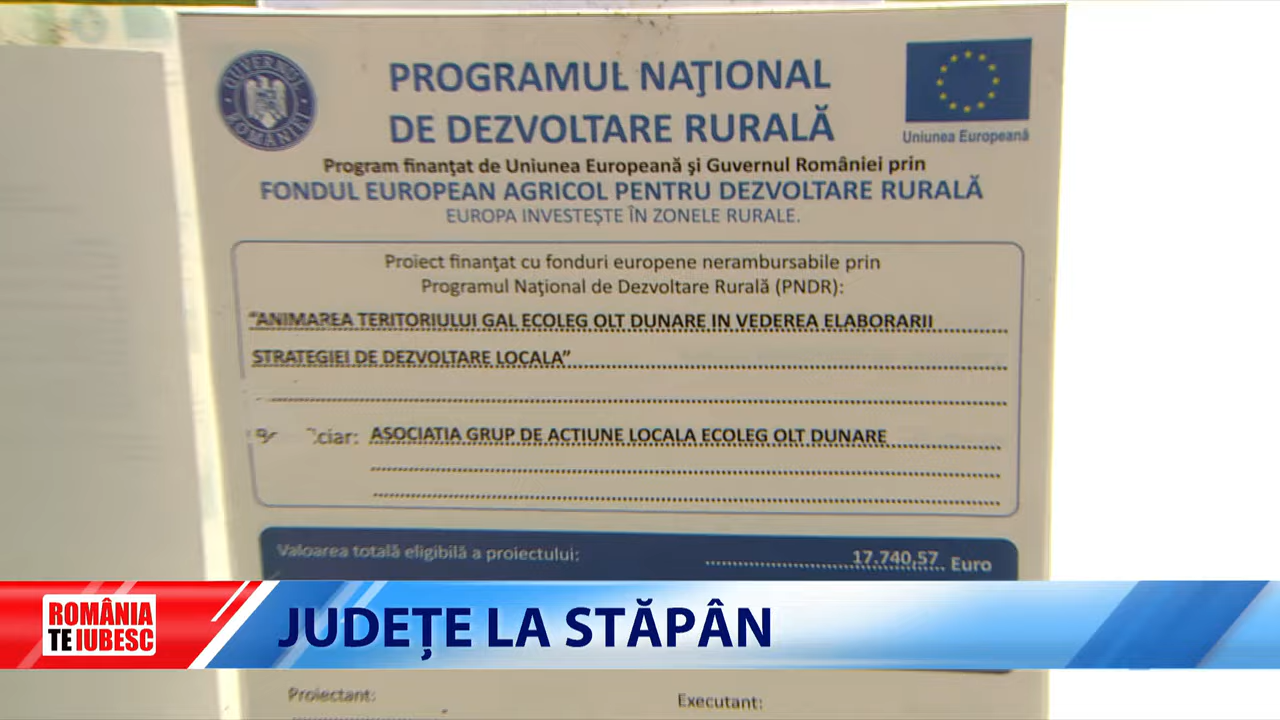 GUVERNUL ROMÂNIEI
PROGRAMUL NAŢIONAL
DE DEZVOLTARE RURALĂ
Uniunea Europeană
Program finanţat de Uniunea Europeană şi Guvernul României prin
FONDUL EUROPEAN AGRICOL PENTRU DEZVOLTARE RURALĂ
EUROPA INVESTEŞTE ÎN ZONELE RURALE.
Proiect finanţat cu fonduri europene nerambursabile prin
Programul Naţional de Dezvoltare Rurală (PNDR):
“ANIMAREA TERITORIULUI GAL ECOLEG OLT DUNARE IN VEDEREA ELABORARII
STRATEGIEI DE DEZVOLTARE LOCALA”
ASOCIATIA GRUP DE ACTIUNE LOCALA ECOLEG OLT DUNARE
Valoarea totală eligibilă a proiectului: 17.740,57 Euro
ROMÂNIA
TE IUBESC
JUDEȚE LA STĂPÂN
Proiectant: Executant: